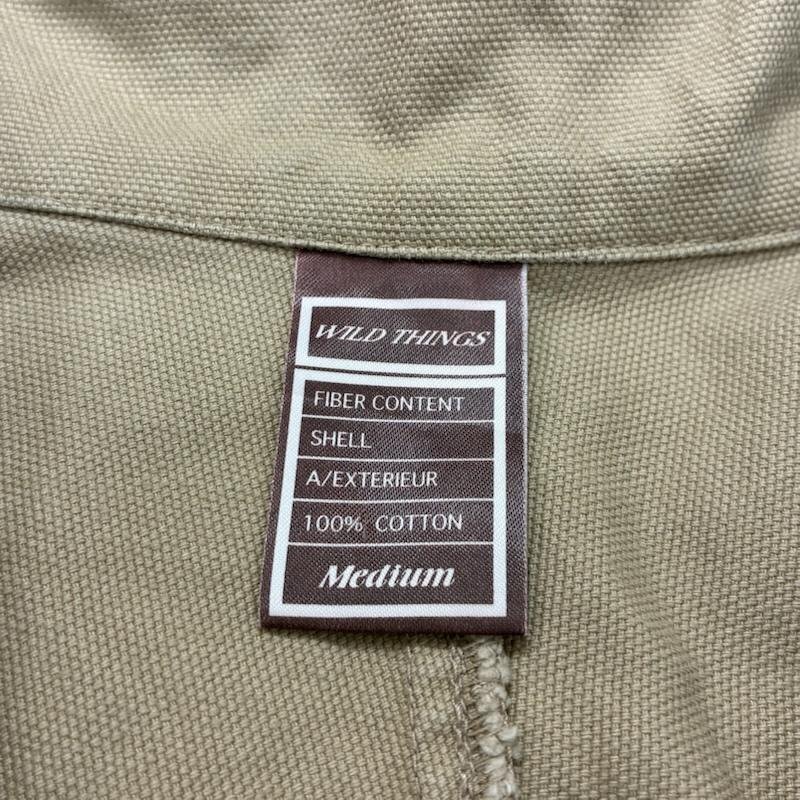 WILD THINGS
FIBER CONTENT
SHELL
A/EXTERIEUR
100% COTTON
Medium